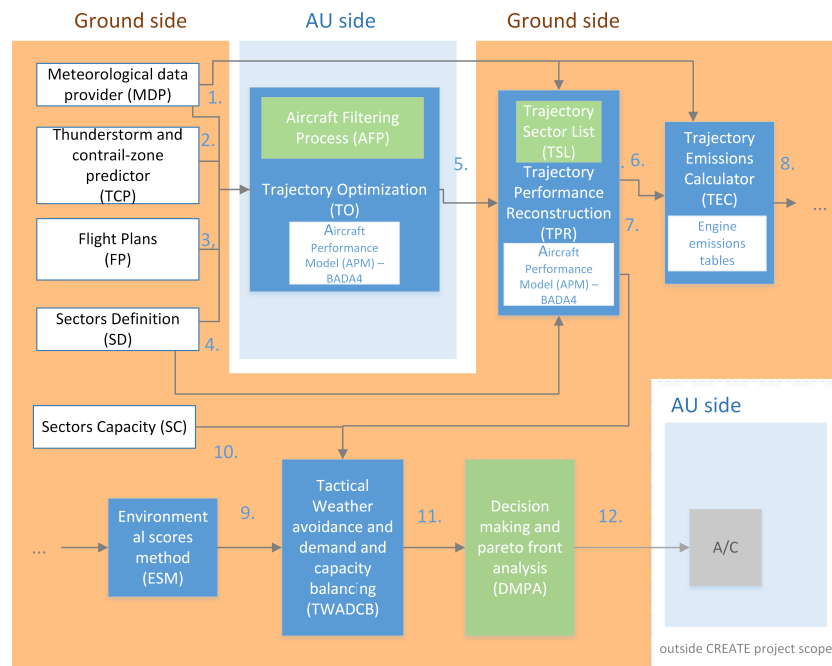 Ground side
AU side
Ground side
Meteorological data
provider (MDP)
1.
Thunderstorm and
contrail-zone
predictor
(TCP)
2.
Flight Plans
(FP)
3,
Sectors Definition
(SD)
4.
Aircraft Filtering
Process (AFP)
Trajectory Optimization
(TO)
Aircraft
Performance
Model (APM) –
BADA4
5.
Trajectory
Sector List
(TSL)
Trajectory
Performance
Reconstruction
(TPR)
Aircraft
Performance
Model (APM) –
BADA4
. 6.
7.
Trajectory
Emissions
Calculator
(TEC)
Engine
emissions
tables
8.
...
Sectors Capacity (SC)
10.
...
Environment
al scores
method
(ESM)
9.
Tactical
Weather
avoidance and
demand and
capacity
balancing
(TWADCB)
11.
Decision
making and
pareto front
analysis
(DMPA)
12.
AU side
A/C
outside CREATE project scope